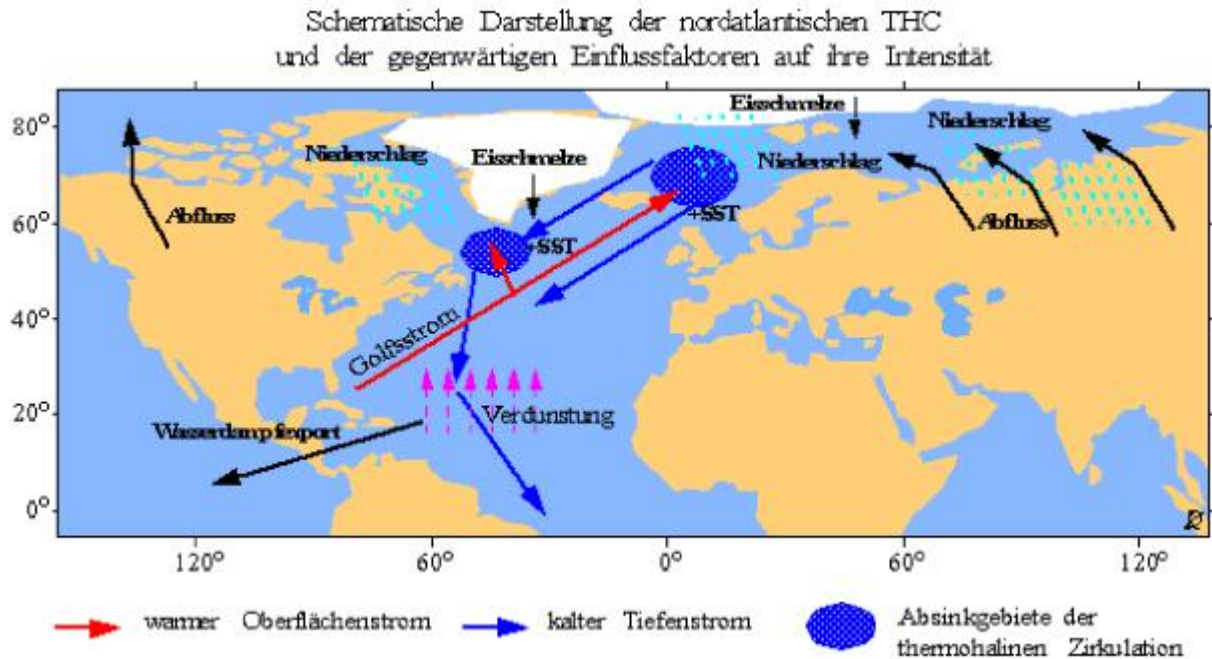 Schematische Darstellung der nordatlantischen THC
und der gegenwärtigen Einflussfaktoren auf ihre Intensität
80°
60°
40°
20°
0°
Eisschmelze
Niederschlag
Niederschlag
Eisschmelze
Niederschlag
Abfluss
+SST
Abfluss
+SST
Golfsstrom
Verdunstung
Wasserdampfexport
120°
60°
0°
60°
120°
warmer Oberflächenstrom
kalter Tiefenstrom
Absinkgebiete der
thermohalinen Zirkulation